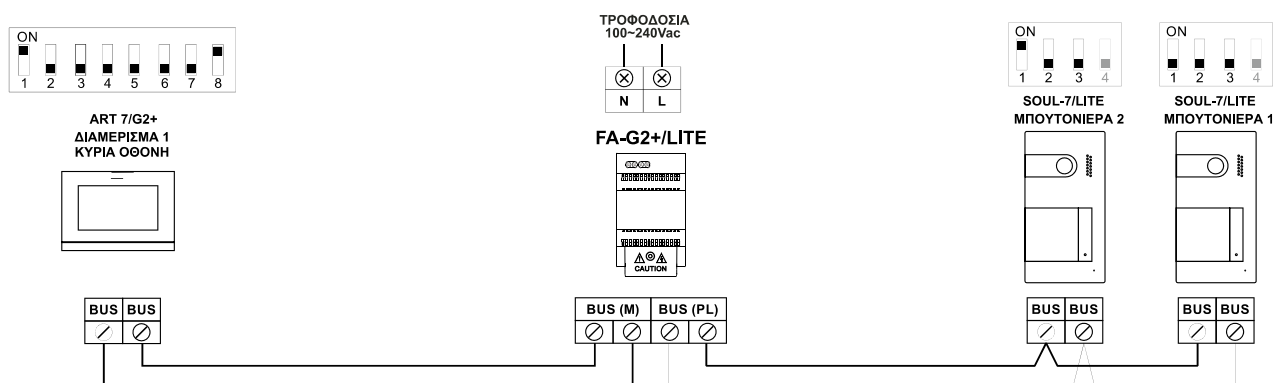 ΤΡΟΦΟΔΟΣΙΑ
100~240Vac
ON
1 2 3 4 5 6 7 8
ON
1 2 3 4
ON
1 2 3 4
N L
ART 7/G2+
ΔΙΑΜΕΡΙΣΜΑ 1
ΚΥΡΙΑ ΟΘΟΝΗ
FA-G2+/LITE
SOUL-7/LITE
ΜΠΟΥΤΟΝΙΕΡΑ 2
SOUL-7/LITE
ΜΠΟΥΤΟΝΙΕΡΑ 1
CAUTION
BUS BUS
BUS (M) BUS (PL)
BUS BUS
BUS BUS